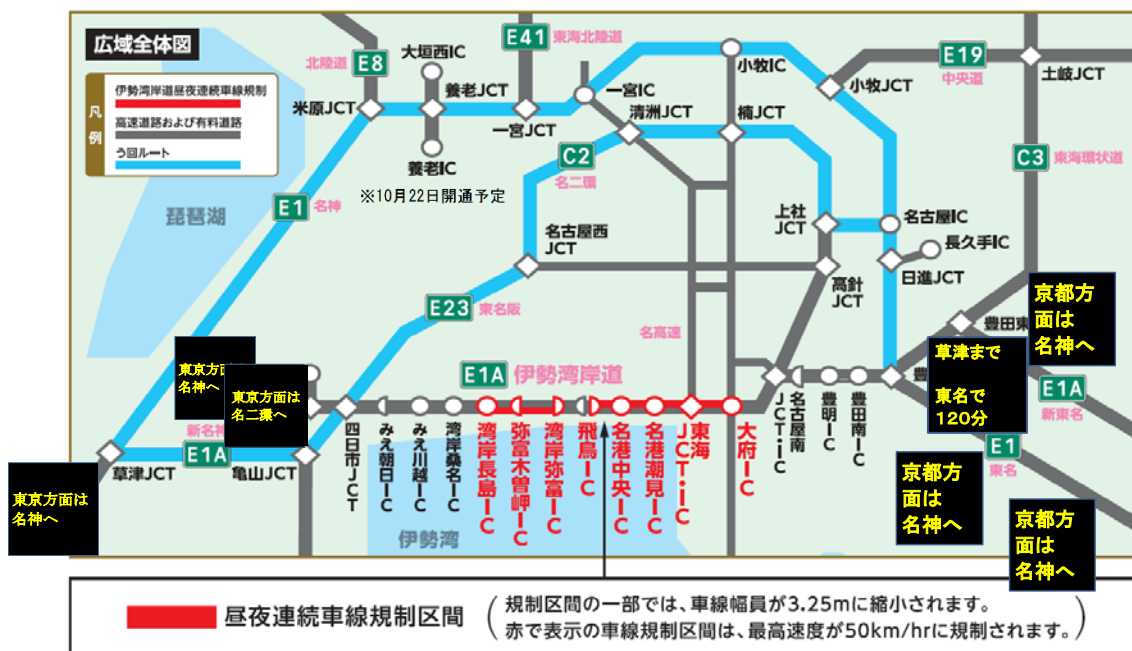 広域全体図
凡例
伊勢湾岸道昼夜連続車線規制
高速道路および有料道路
う回ルート
E41
東海北陸道
大垣西IC
北陸道
E8
養老JCT
米原JCT
一宮JCT
一宮IC
養老IC
※10月22日開通予定
小牧IC
E19
中央道
小牧JCT
土岐JCT
清洲JCT
楠JCT
C2
名二環
C3
東海環状道
E1
名神
琵琶湖
名古屋西
JCT
上社
JCT
名古屋IC
長久手IC
日進JCT
高針
JCT
E23
東名阪
名高速
豊田東
京都方
面は
名神へ
東京方面は
名神へ
東京方面は
名二環へ
E1A
伊勢湾岸道
草津まで
東名で
120分
E1A
新東名
新名神
E1A
草津JCT
亀山JCT
四日市JCT
みえ朝日IC
みえ川越IC
湾岸桑名IC
湾岸長島IC
弥富木曽岬IC
湾岸弥富IC
飛島IC
名港中央IC
名港潮見IC
東海
JCT・IC
大府IC
名古屋南
JCT・IC
豊明IC
豊田南IC
E1
東名
東京方面は
名神へ
京都方
面は
名神へ
京都方
面は
名神へ
伊勢湾
昼夜連続車線規制区間
(規制区間の一部では、車線幅員が3.25mに縮小されます。
赤で表示の車線規制区間は、最高速度が50km/hrに規制されます。)